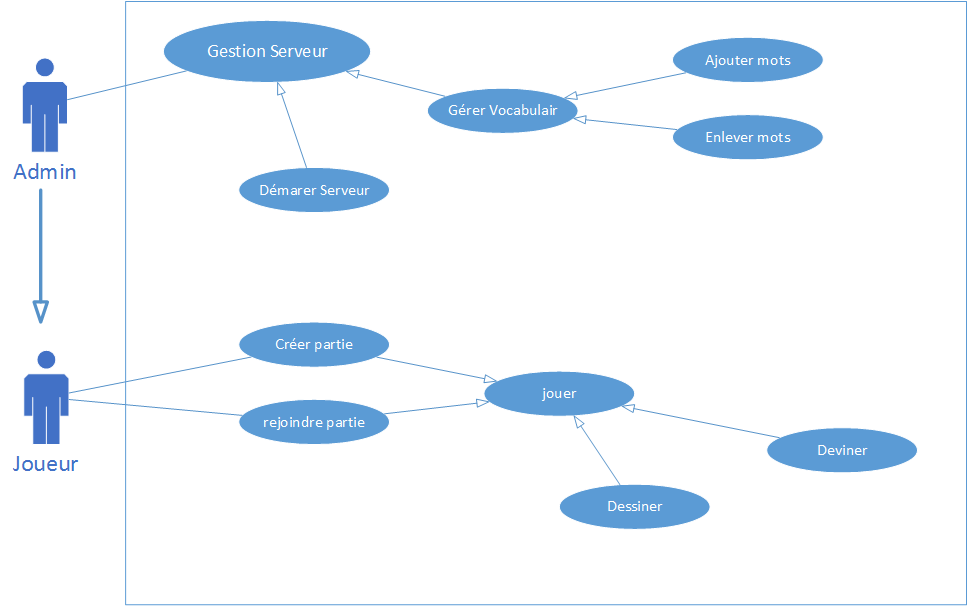 Gestion Serveur
Ajouter mots
Gérer Vocabulair
Enlever mots
Admin
Démarer Serveur
Créer partie
jouer
rejoindre partie
Deviner
Joueur
Dessiner